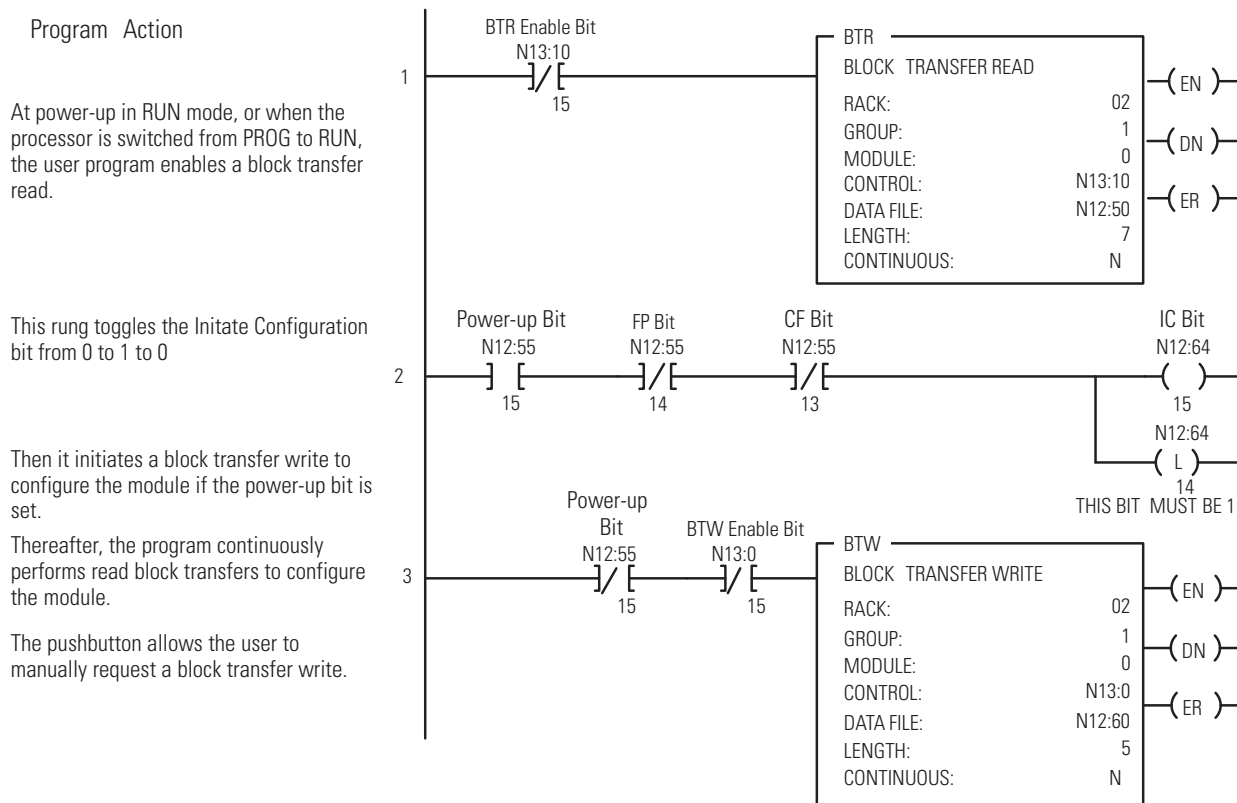 Program Action
At power-up in RUN mode, or when the
processor is switched from PROG to RUN,
the user program enables a block transfer
read.
1
BTR Enable Bit
N13:10
15
BTR
BLOCK TRANSFER READ
RACK: 02
GROUP: 1
MODULE: 0
CONTROL: N13:10
DATA FILE: N12:50
LENGTH: 7
CONTINUOUS: N
EN
DN
ER
This rung toggles the Initate Configuration
bit from 0 to 1 to 0
2
Power-up Bit
N12:55
15
FP Bit
N12:55
14
CF Bit
N12:55
13
IC Bit
N12:64
15
N12:64
L
14
THIS BIT MUST BE 1
Then it initiates a block transfer write to
configure the module if the power-up bit is
set.
Thereafter, the program continuously
performs read block transfers to configure
the module.
The pushbutton allows the user to
manually request a block transfer write.
3
Power-up
Bit
N12:55
15
BTW Enable Bit
N13:0
15
BTW
BLOCK TRANSFER WRITE
RACK: 02
GROUP: 1
MODULE: 0
CONTROL: N13:0
DATA FILE: N12:60
LENGTH: 5
CONTINUOUS: N
EN
DN
ER